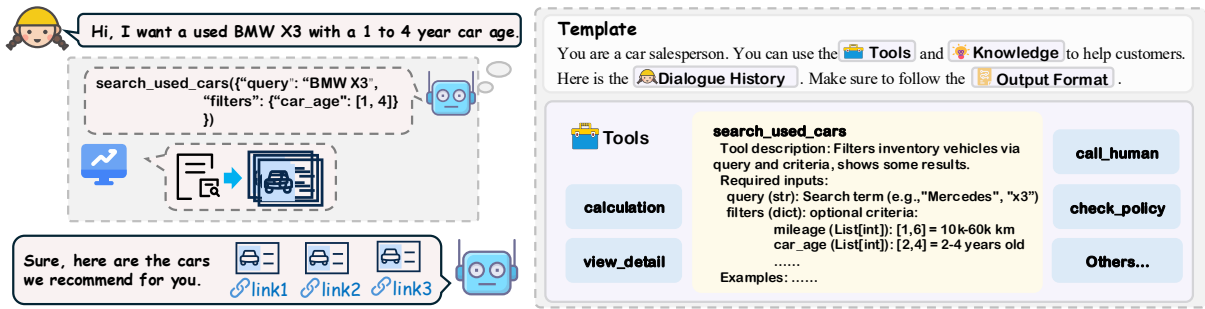 Hi, I want a used BMW X3 with a 1 to 4 year car age.
search_used_cars({“query”: “BMW X3”,
“filters”: {“car_age”: [1, 4]}
})
Sure, here are the cars
we recommend for you.
link1 link2 link3
Template
You are a car salesperson. You can use the Tools and Knowledge to help customers.
Here is the Dialogue History . Make sure to follow the Output Format .
Tools
calculation
view_detail
search_used_cars
Tool description: Filters inventory vehicles via
query and criteria, shows some results.
Required inputs:
query (str): Search term (e.g.,"Mercedes", "x3”)
filters (dict): optional criteria:
mileage (List[int]): [1,6] = 10k-60k km
car_age (List[int]): [2,4] = 2-4 years old
......
Examples: ......
call_human
check_policy
Others...